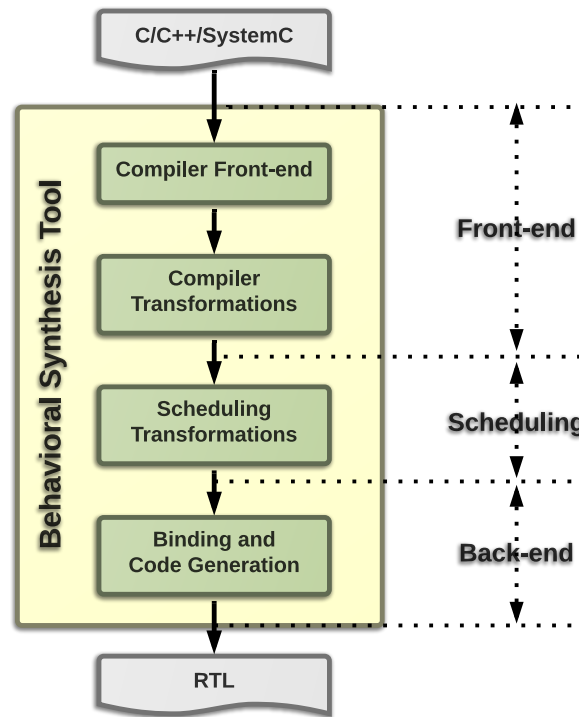 C/C++/SystemC
Behavioral Synthesis Tool
Compiler Front-end
Front-end
Compiler
Transformations
Scheduling
Transformations
Scheduling
Binding and
Code Generation
Back-end
RTL